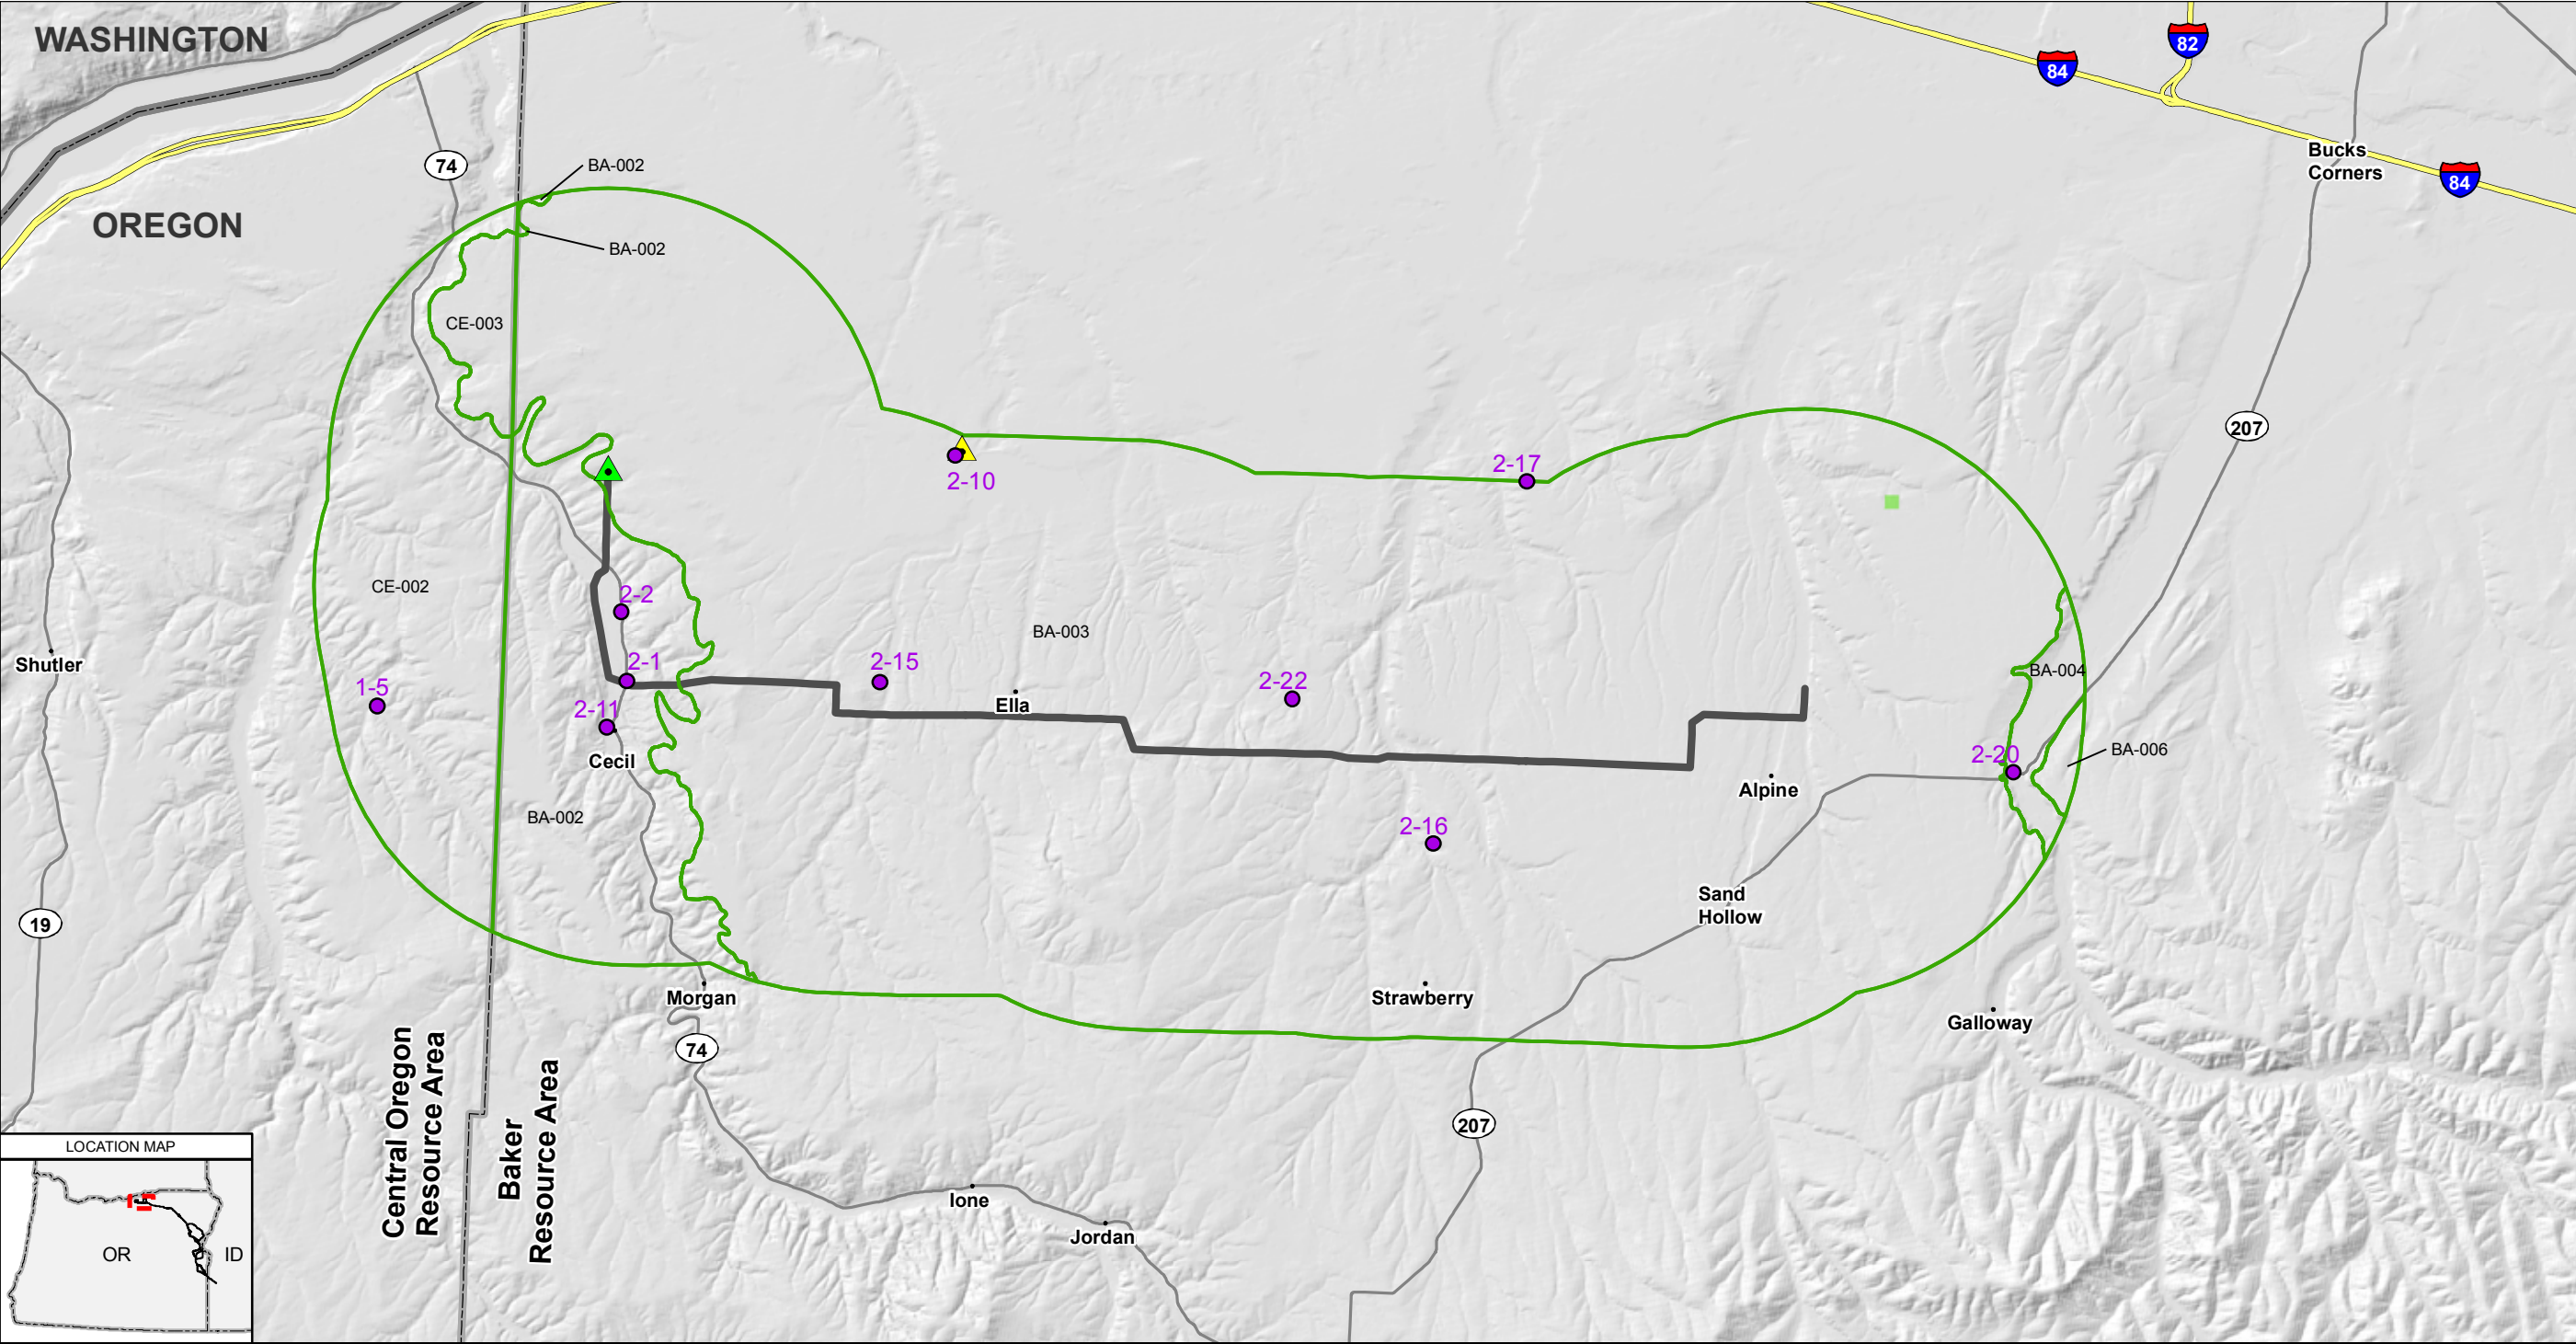 WASHINGTON
82
84
Bucks
Corners
84
74
BA-002
OREGON
BA-002
CE-003
207
2-17
2-10
CE-002
2-2
BA-003
Shutler
2-1
2-15
BA-004
1-5
2-22
Ella
2-11
BA-006
Cecil
2-20
Alpine
BA-002
2-16
Sand
Hollow
19
Morgan
Strawberry
Galloway
74
Central Oregon
Resource Area
Baker
Resource Area
207
LOCATION MAP
Ione
Jordan
OR
ID